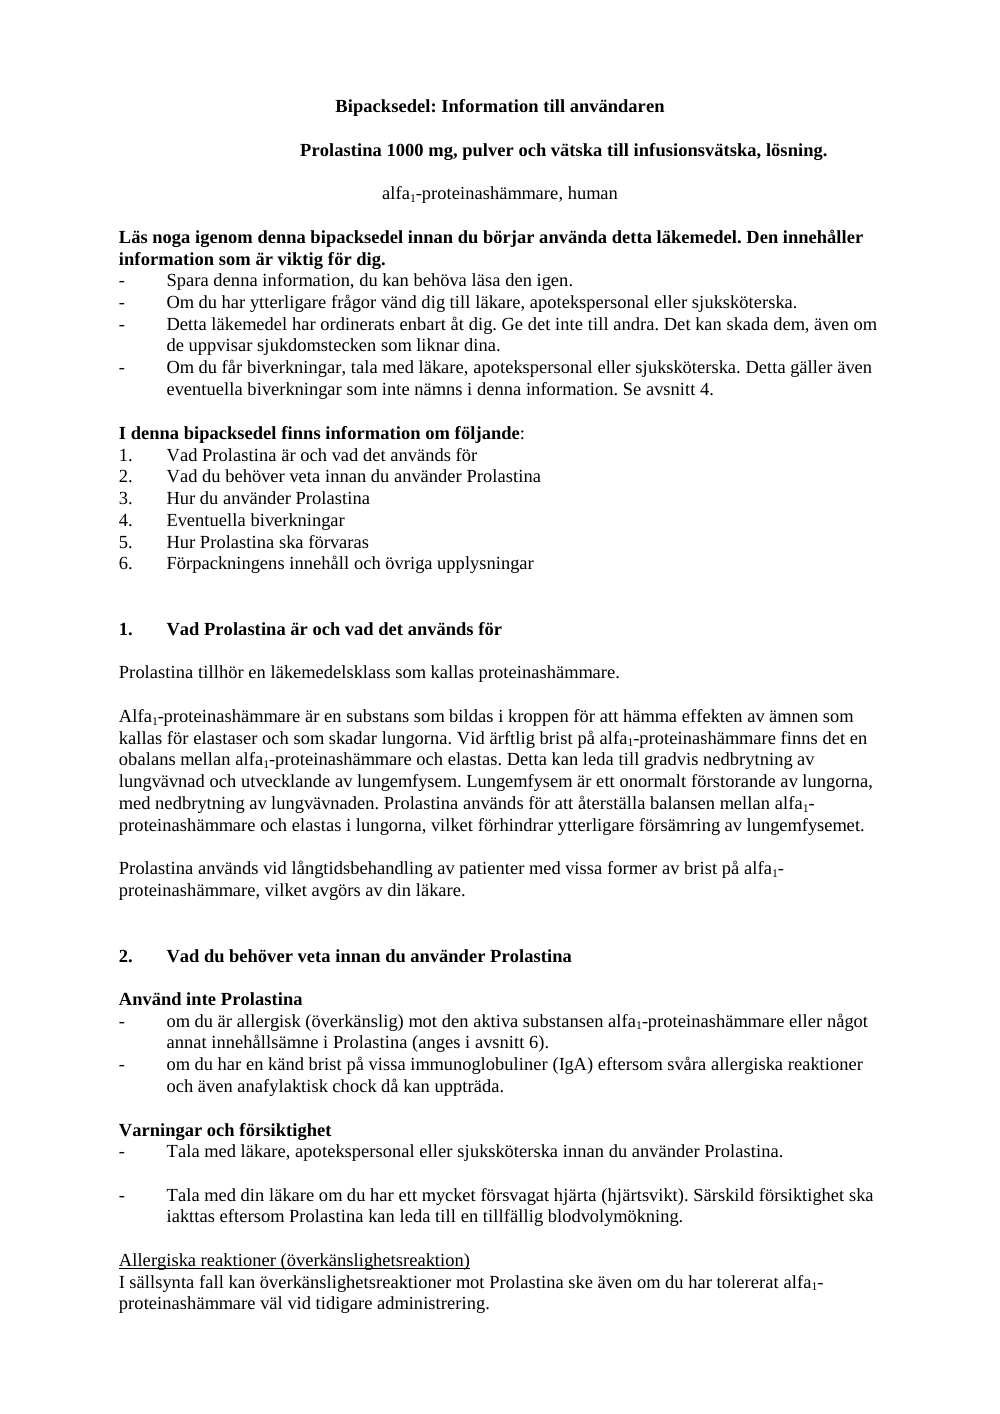 Bipacksedel: Information till användaren
Prolastina 1000 mg, pulver och vätska till infusionsvätska, lösning.
alfa1-proteinashämmare, human
Läs noga igenom denna bipacksedel innan du börjar använda detta läkemedel. Den innehåller
information som är viktig för dig.
- Spara denna information, du kan behöva läsa den igen.
- Om du har ytterligare frågor vänd dig till läkare, apotekspersonal eller sjuksköterska.
- Detta läkemedel har ordinerats enbart åt dig. Ge det inte till andra. Det kan skada dem, även om
de uppvisar sjukdomstecken som liknar dina.
- Om du får biverkningar, tala med läkare, apotekspersonal eller sjuksköterska. Detta gäller även
eventuella biverkningar som inte nämns i denna information. Se avsnitt 4.
I denna bipacksedel finns information om följande:
1. Vad Prolastina är och vad det används för
2. Vad du behöver veta innan du använder Prolastina
3. Hur du använder Prolastina
4. Eventuella biverkningar
5. Hur Prolastina ska förvaras
6. Förpackningens innehåll och övriga upplysningar
1. Vad Prolastina är och vad det används för
Prolastina tillhör en läkemedelsklass som kallas proteinashämmare.
Alfa1-proteinashämmare är en substans som bildas i kroppen för att hämma effekten av ämnen som
kallas för elastaser och som skadar lungorna. Vid ärftlig brist på alfa1-proteinashämmare finns det en
obalans mellan alfa1-proteinashämmare och elastas. Detta kan leda till gradvis nedbrytning av
lungvävnad och utvecklande av lungemfysem. Lungemfysem är ett onormalt förstorande av lungorna,
med nedbrytning av lungvävnaden. Prolastina används för att återställa balansen mellan alfa1-
proteinashämmare och elastas i lungorna, vilket förhindrar ytterligare försämring av lungemfysemet.
Prolastina används vid långtidsbehandling av patienter med vissa former av brist på alfa1-
proteinashämmare, vilket avgörs av din läkare.
2. Vad du behöver veta innan du använder Prolastina
Använd inte Prolastina
- om du är allergisk (överkänslig) mot den aktiva substansen alfa1-proteinashämmare eller något
annat innehållsämne i Prolastina (anges i avsnitt 6).
- om du har en känd brist på vissa immunoglobuliner (IgA) eftersom svåra allergiska reaktioner
och även anafylaktisk chock då kan uppträda.
Varningar och försiktighet
- Tala med läkare, apotekspersonal eller sjuksköterska innan du använder Prolastina.
- Tala med din läkare om du har ett mycket försvagat hjärta (hjärtsvikt). Särskild försiktighet ska
iakttas eftersom Prolastina kan leda till en tillfällig blodvolymökning.
Allergiska reaktioner (överkänslighetsreaktion)
I sällsynta fall kan överkänslighetsreaktioner mot Prolastina ske även om du har tolererat alfa1-
proteinashämmare väl vid tidigare administrering.